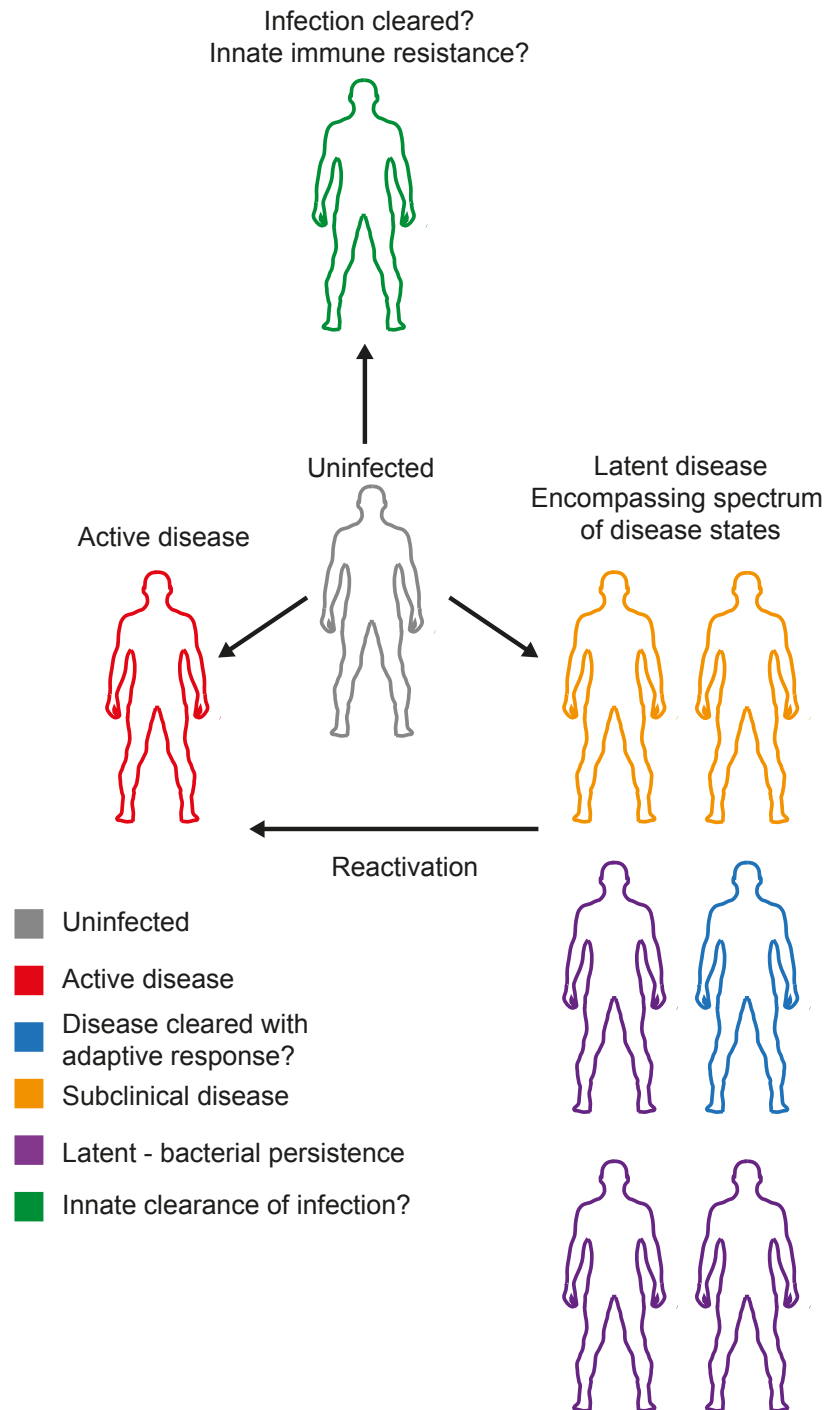 Infection cleared?
Innate immune resistance?
Uninfected
Latent disease
Encompassing spectrum
of disease states
Active disease
Reactivation
Uninfected
Active disease
Disease cleared with
adaptive response?
Subclinical disease
Latent - bacterial persistence
Innate clearance of infection?